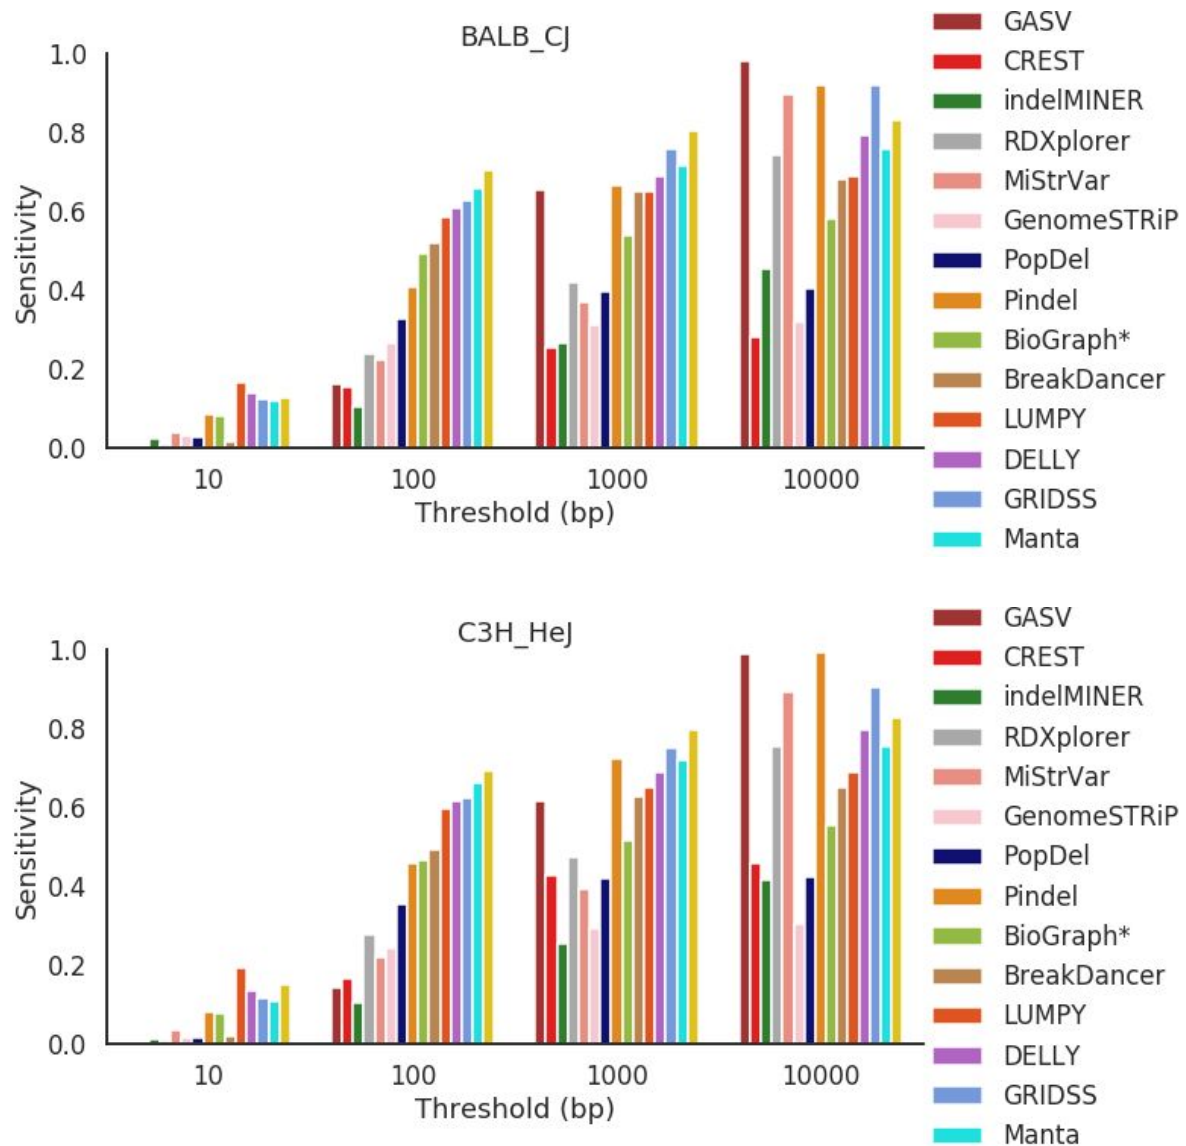 BALB_CJ
1.0
0.8
0.6
0.4
0.2
0.0
Sensitivity
10 100 1000 10000
Threshold (bp)
GASV
CREST
indelMINER
RDXplorer
MiStrVar
GenomeSTRiP
PopDel
Pindel
BioGraph*
BreakDancer
LUMPY
DELLY
GRIDSS
Manta
C3H_HeJ
1.0
0.8
0.6
0.4
0.2
0.0
Sensitivity
10 100 1000 10000
Threshold (bp)
GASV
CREST
indelMINER
RDXplorer
MiStrVar
GenomeSTRiP
PopDel
Pindel
BioGraph*
BreakDancer
LUMPY
DELLY
GRIDSS
Manta